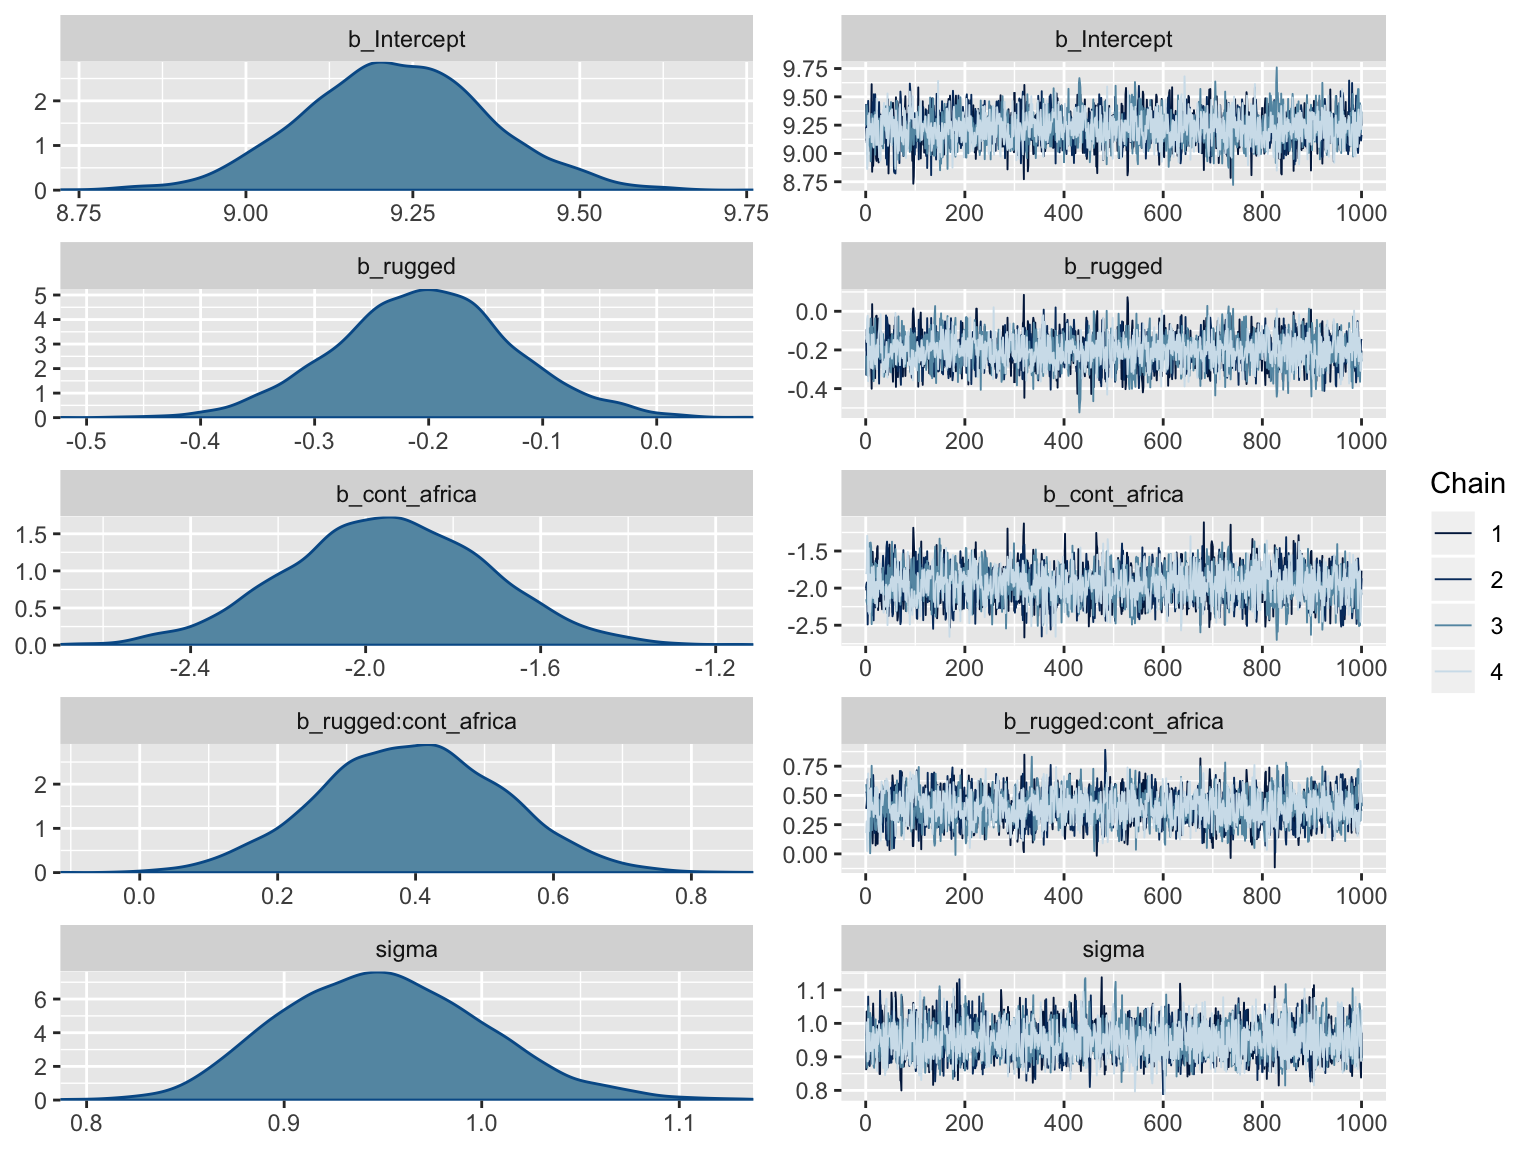 b_Intercept
2
1
0
8.75 9.00 9.25 9.50 9.75
b_Intercept
9.75
9.50
9.25
9.00
8.75
0 200 400 600 800 1000
b_rugged
5
4
3
2
1
0
-0.5 -0.4 -0.3 -0.2 -0.1 0.0
b_rugged
0.0
-0.2
-0.4
0 200 400 600 800 1000
b_cont_africa
1.5
1.0
0.5
0.0
-2.4 -2.0 -1.6 -1.2
b_cont_africa
-1.5
-2.0
-2.5
0 200 400 600 800 1000
b_rugged:cont_africa
2
1
0
0.0 0.2 0.4 0.6 0.8
b_rugged:cont_africa
0.75
0.50
0.25
0.00
0 200 400 600 800 1000
sigma
6
4
2
0
0.8 0.9 1.0 1.1
sigma
1.1
1.0
0.9
0.8
0 200 400 600 800 1000
Chain
1
2
3
4